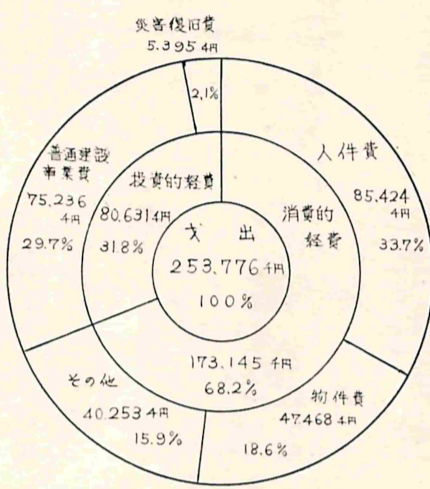 災害復旧費
5.395千円
2,1%
普通建設
事業費
75.236
千円
29.7%
投資的経費
80.631千円
31.8%
人件費
85.424
千円
33.7%
消費的
経費
才出
253.776千円
100%
173.145千円
68.2%
その他
40.253千円
15.9%
物件費
47.468千円
18.6%